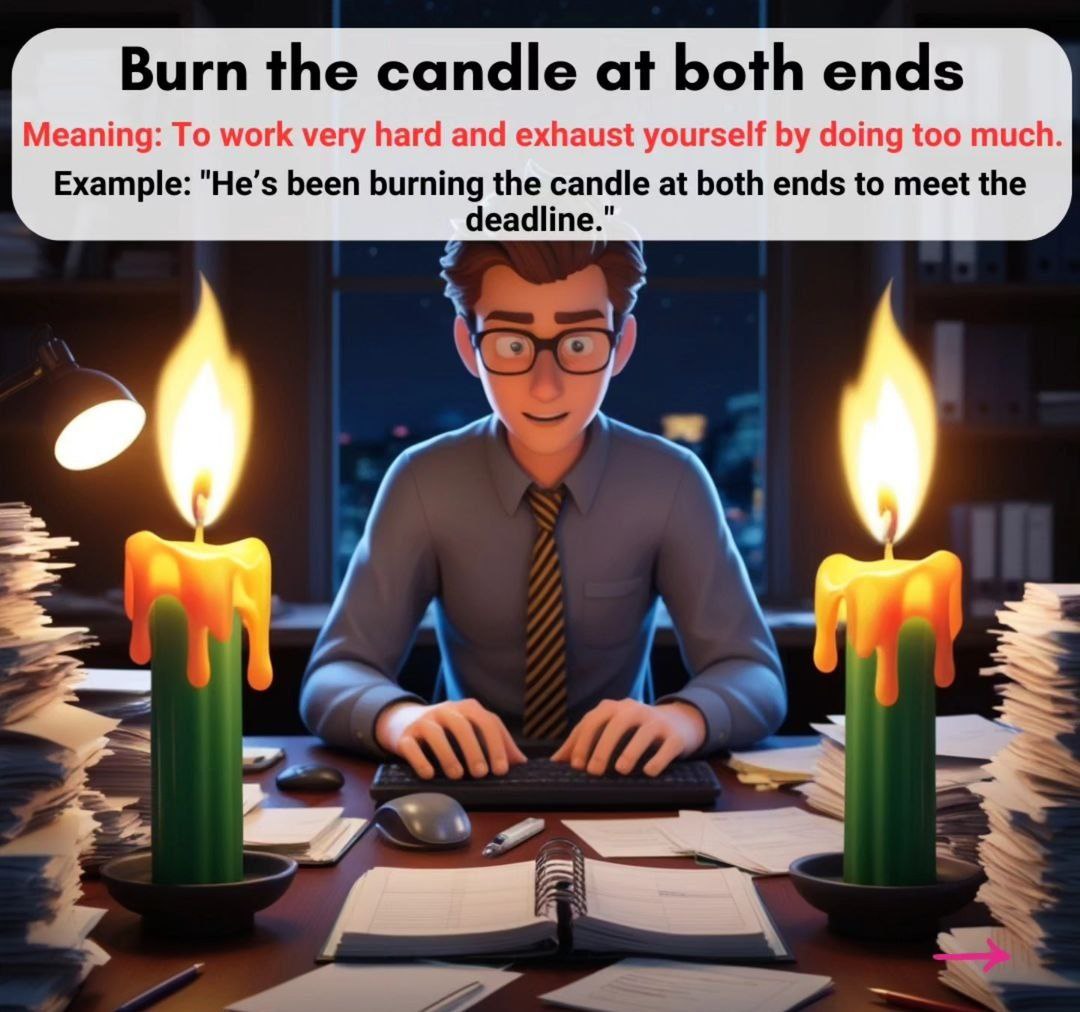 Burn the candle at both ends
Meaning: To work very hard and exhaust yourself by doing too much.
Example: "He’s been burning the candle at both ends to meet the
deadline."